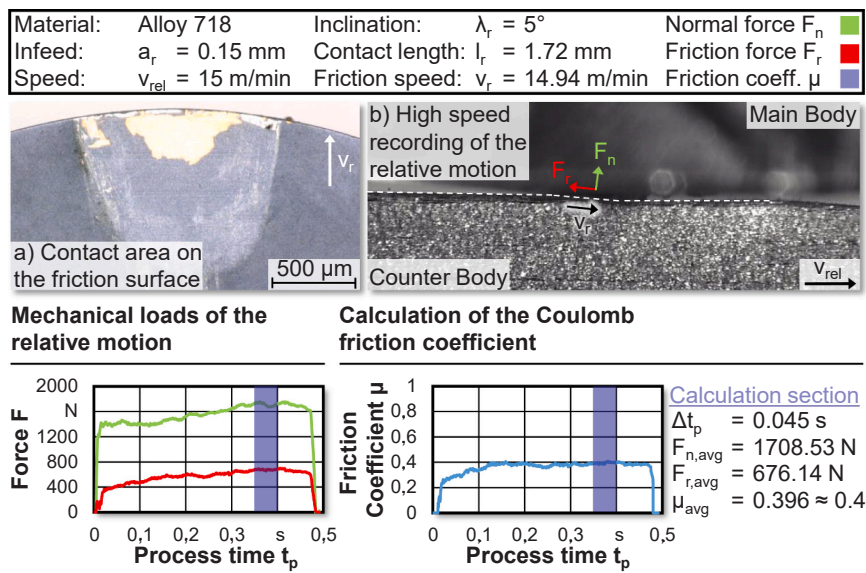 Material: Alloy 718 Inclination: λr = 5° Normal force Fn
Infeed: ar = 0.15 mm Contact length: lr = 1.72 mm Friction force Fr
Speed: vrel = 15 m/min Friction speed: vr = 14.94 m/min Friction coeff. μ
vr
a) Contact area on
the friction surface
500 μm
b) High speed
recording of the
relative motion
Main Body
Fn
Fr
vr
Counter Body
vrel
Mechanical loads of the
relative motion
Calculation of the Coulomb
friction coefficient
Force F
2000
N
1200
800
400
0
0 0,1 0,2 0,3 s 0,5
Process time tp
Friction
Coefficient μ
1
0,8
0,6
0,4
0,2
0
0 0,1 0,2 0,3 s 0,5
Process time tp
Calculation section
Δtp = 0.045 s
Fn,avg = 1708.53 N
Fr,avg = 676.14 N
μavg = 0.396 ≈ 0.4